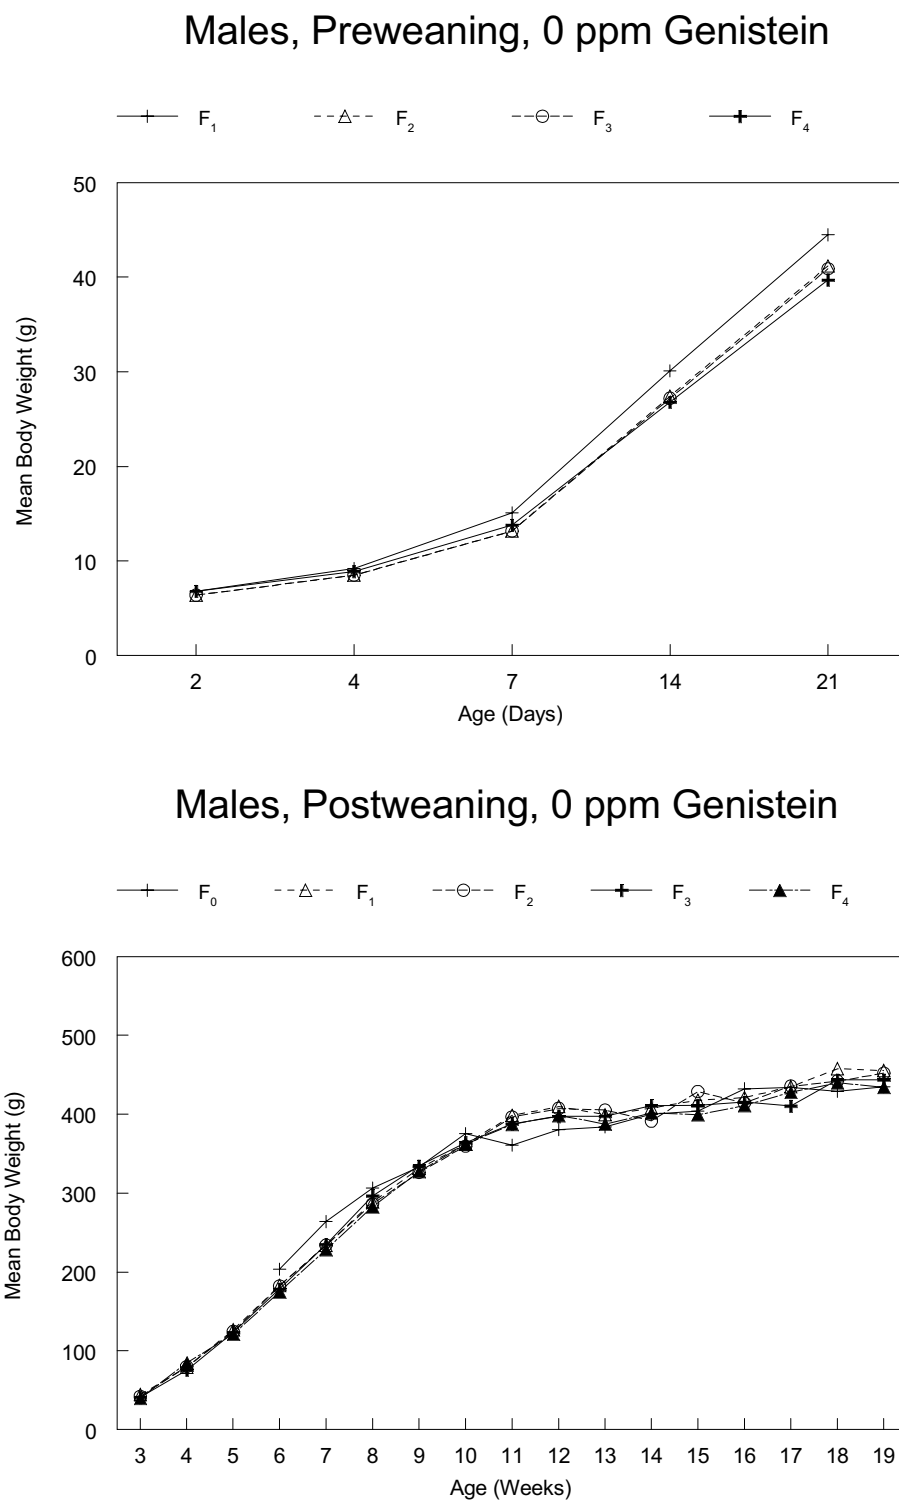 Males, Preweaning, 0 ppm Genistein
F1 F2 F3 F4
50
40
30
20
10
0
Mean Body Weight (g)
2 4 7 14 21
Age (Days)
Males, Postweaning, 0 ppm Genistein
F0 F1 F2 F3 F4
600
500
400
300
200
100
0
Mean Body Weight (g)
3 4 5 6 7 8 9 10 11 12 13 14 15 16 17 18 19
Age (Weeks)